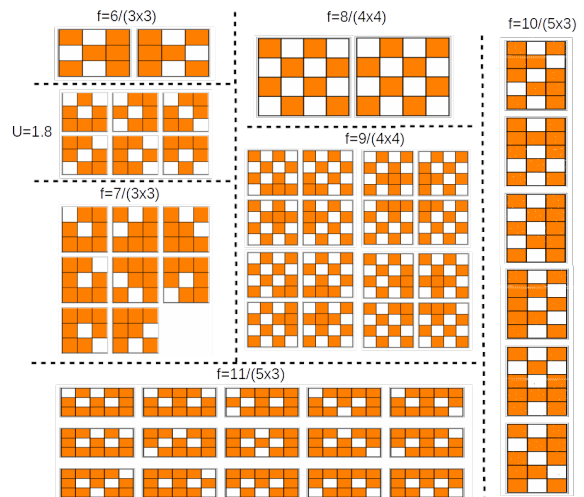 f=6/(3x3)
f=8/(4x4)
f=10/(5x3)
U=1.8
f=9/(4x4)
f=7/(3x3)
f=11/(5x3)